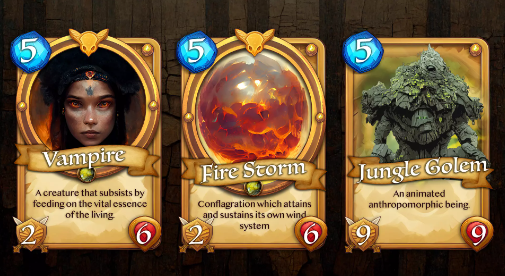 5
Vampire
A creature that subsists by
feeding on the vital essence
of the living.
2
6
5
Fire Storm
Conflagration which attains
and sustains its own wind
system
2
6
5
Jungle Golem
An animated
anthropomorphic being.
9
9